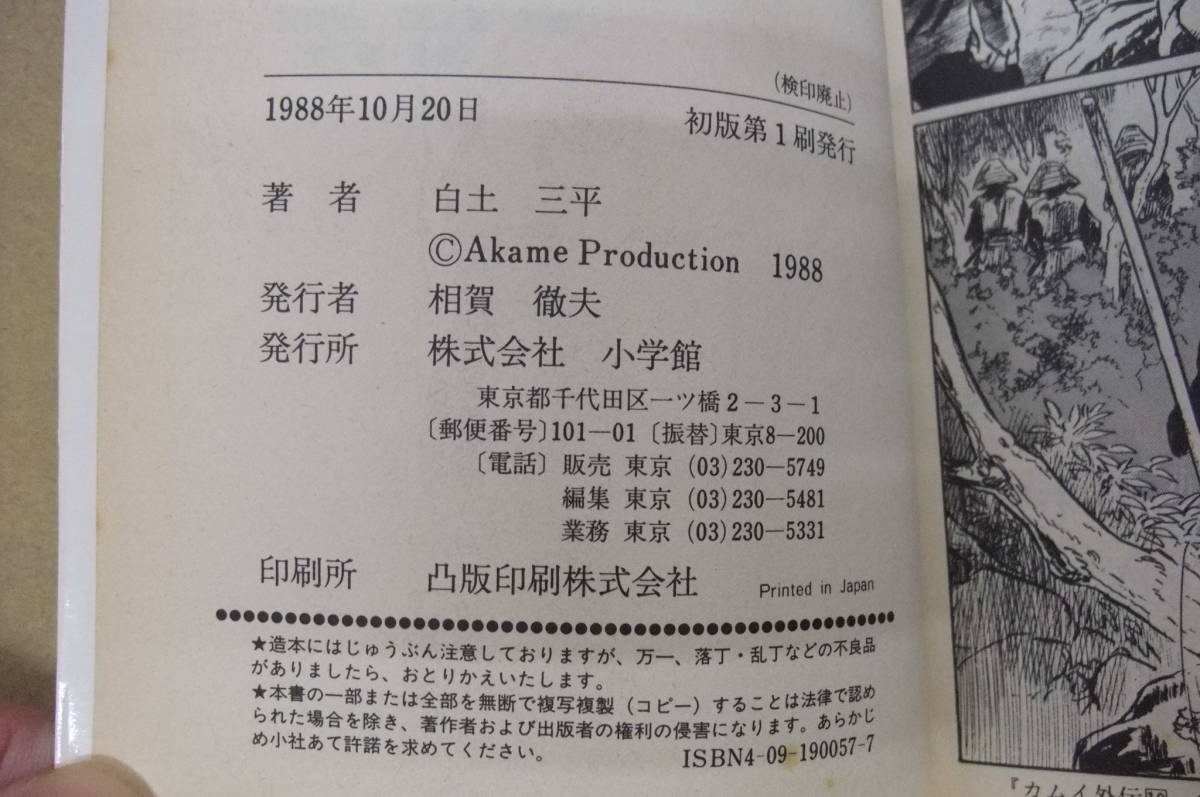 (検印廃止)
1988年10月20日 初版第1刷発行
著 者 白土 三平
©Akame Production 1988
発行者 相賀 徹夫
発行所 株式会社 小学館
東京都千代田区一ツ橋2-3-1
〔郵便番号〕101-01〔振替〕東京8-200
〔電話〕販売 東京 (03)230-5749
編集 東京 (03)230-5481
業務 東京 (03)230-5331
印刷所 凸版印刷株式会社 Printed in Japan
★造本にはじゅうぶん注意しておりますが、万一、落丁・乱丁などの不良品
がありましたら、おとりかえいたします。
★本書の一部または全部を無断で複写複製（コピー）することは法律で認め
られた場合を除き、著作者および出版者の権利の侵害になります。あらかじ
め小社あて許諾を求めてください。
ISBN4-09-190057-7
『カムイ外伝